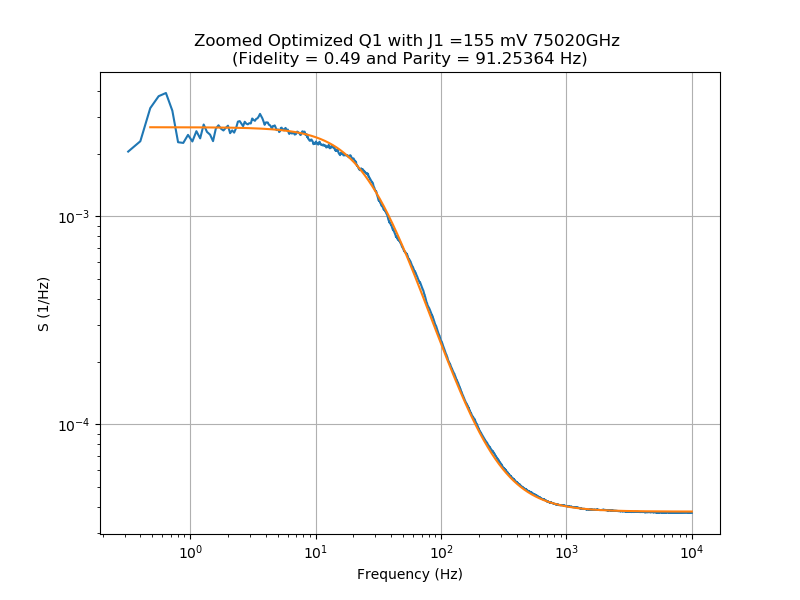 Zoomed Optimized Q1 with J1 =155 mV 75020GHz
(Fidelity = 0.49 and Parity = 91.25364 Hz)
S (1/Hz)
10⁻³
10⁻⁴
10⁰ 10¹ 10² 10³ 10⁴
Frequency (Hz)